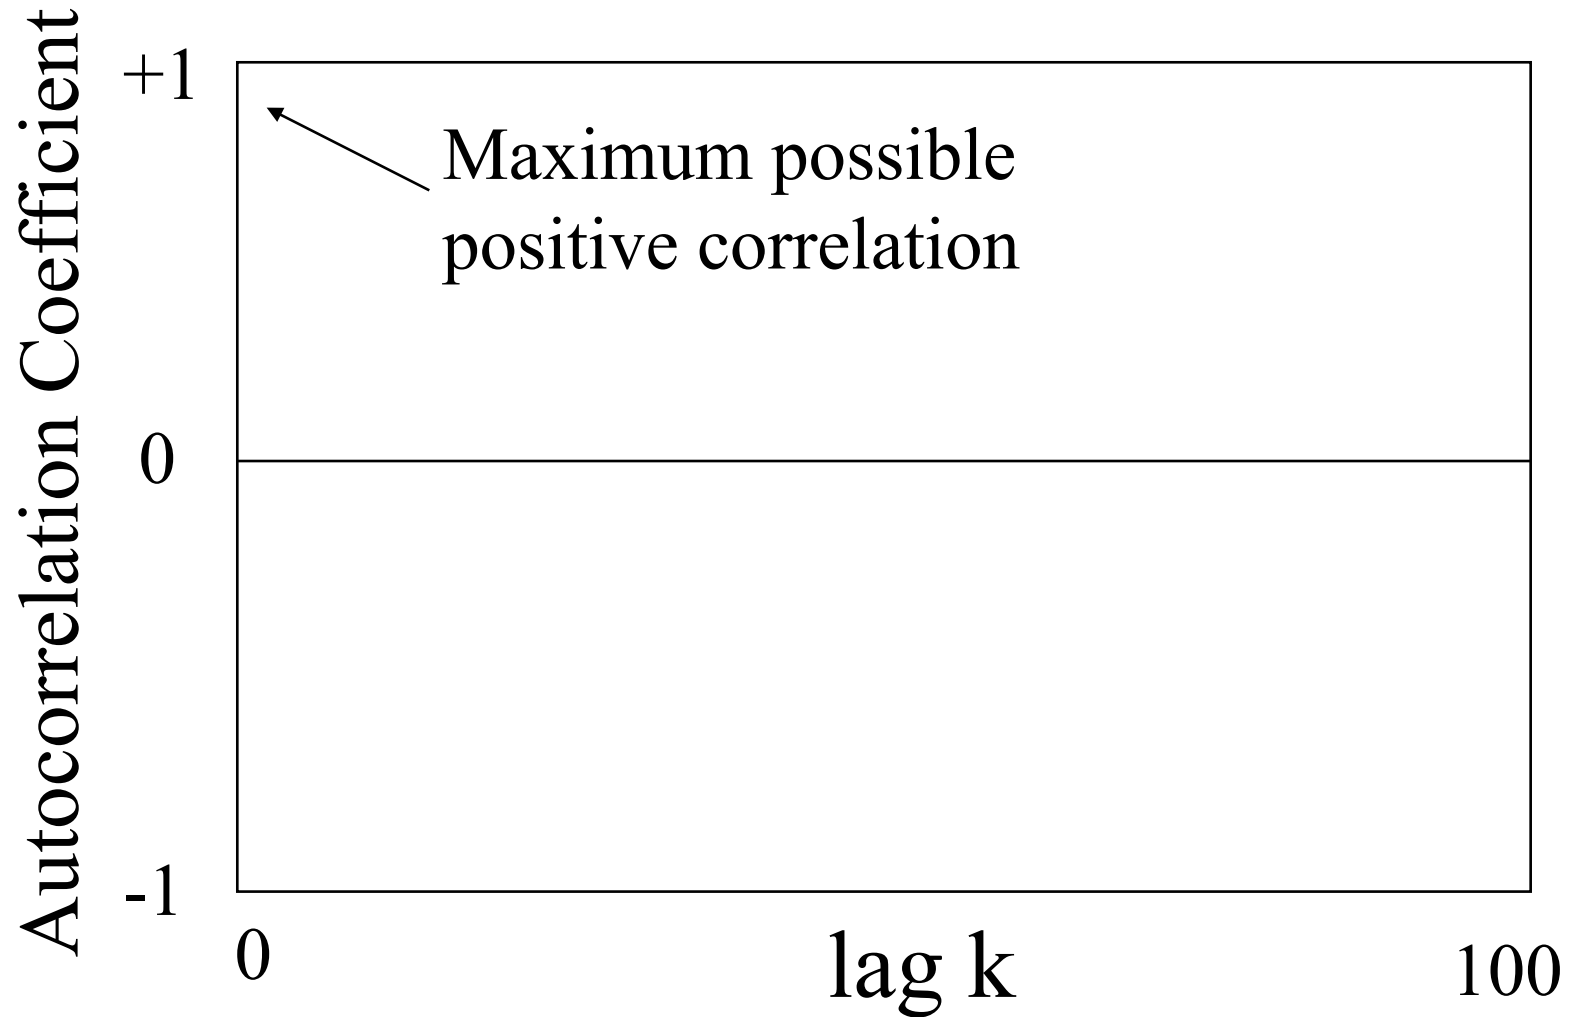 Autocorrelation Coefficient
+1
Maximum possible
positive correlation
0
-1
0
lag k
100